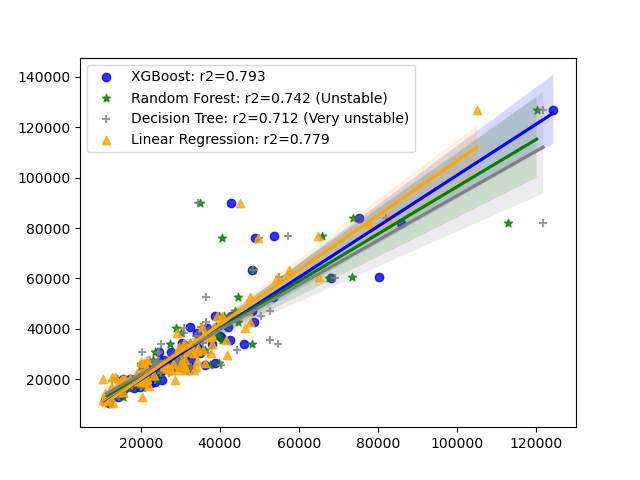 140000
120000
100000
80000
60000
40000
20000
XGBoost: r2=0.793
Random Forest: r2=0.742 (Unstable)
Decision Tree: r2=0.712 (Very unstable)
Linear Regression: r2=0.779
20000 40000 60000 80000 100000 120000